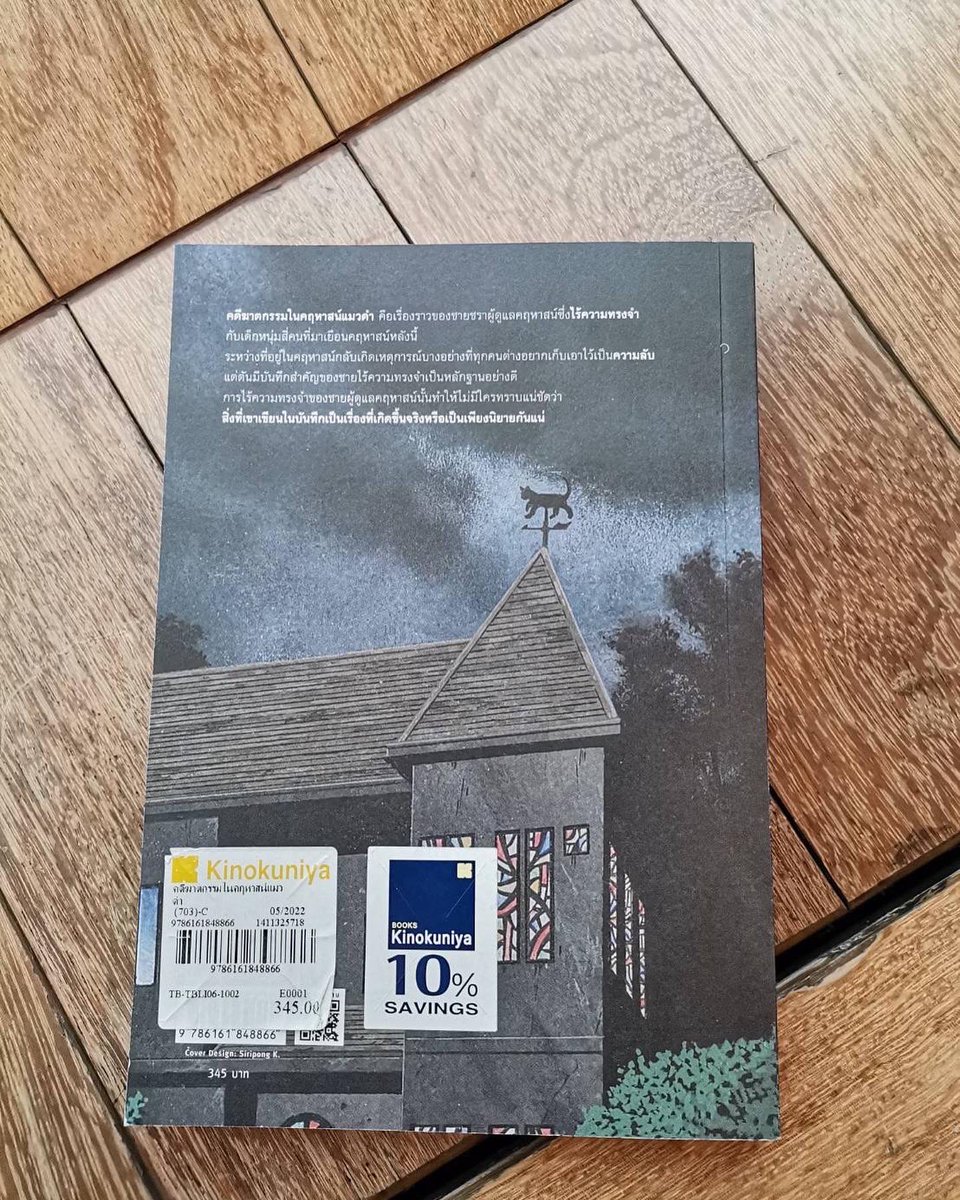 คดีฆาตกรรมในคฤหาสน์แมวดำ คือเรื่องราวของชายชราผู้ดูแลคฤหาสน์ซึ่งไร้ความทรงจำ
กับเด็กหนุ่มสี่คนที่มาเยือนคฤหาสน์หลังนี้
ระหว่างที่อยู่ในคฤหาสน์กลับเกิดเหตุการณ์บางอย่างที่ทุกคนต่างอยากเก็บเอาไว้เป็นความลับ
แต่ดันมีบันทึกสำคัญของชายไร้ความทรงจำเป็นหลักฐานอย่างดี
การไร้ความทรงจำของชายผู้ดูแลคฤหาสน์นั้นทำให้ไม่มีใครทราบแน่ชัดว่า
สิ่งที่เขาเขียนในบันทึกเป็นเรื่องที่เกิดขึ้นจริงหรือเป็นเพียงนิยายกันแน่
Kinokuniya
คดีฆาตกรรมในคฤหาสน์แมว
ดำ
(703)-C 05/2022
9786161848866 1411325718
9786161848866
TB-TBLI06-1002 E0001
345.00
BOOKS
Kinokuniya
10%
SAVINGS
9 786161 848866
Cover Design: Siripong K.
345 บาท